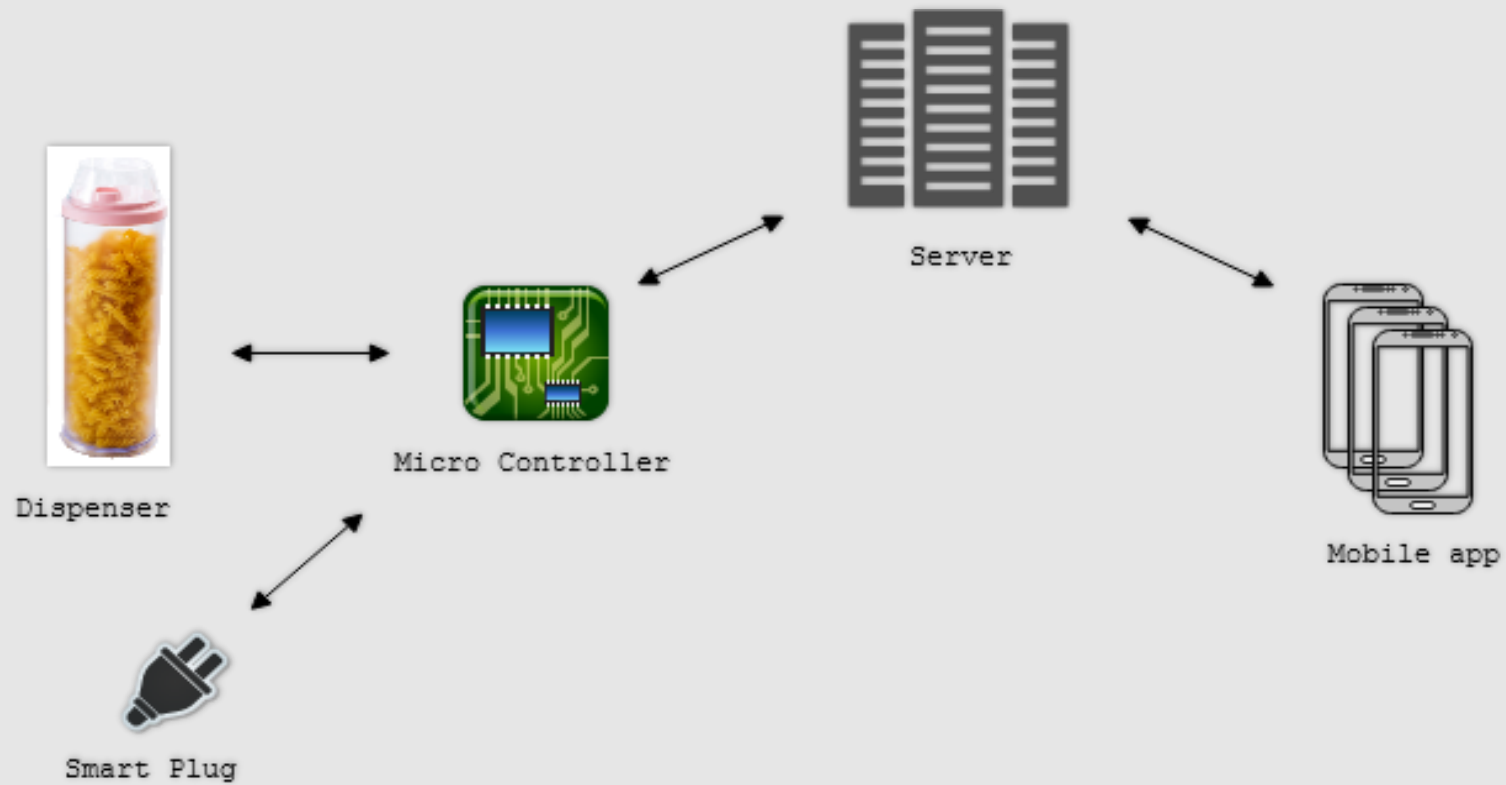 Server
Micro Controller
Dispenser
Mobile app
Smart Plug